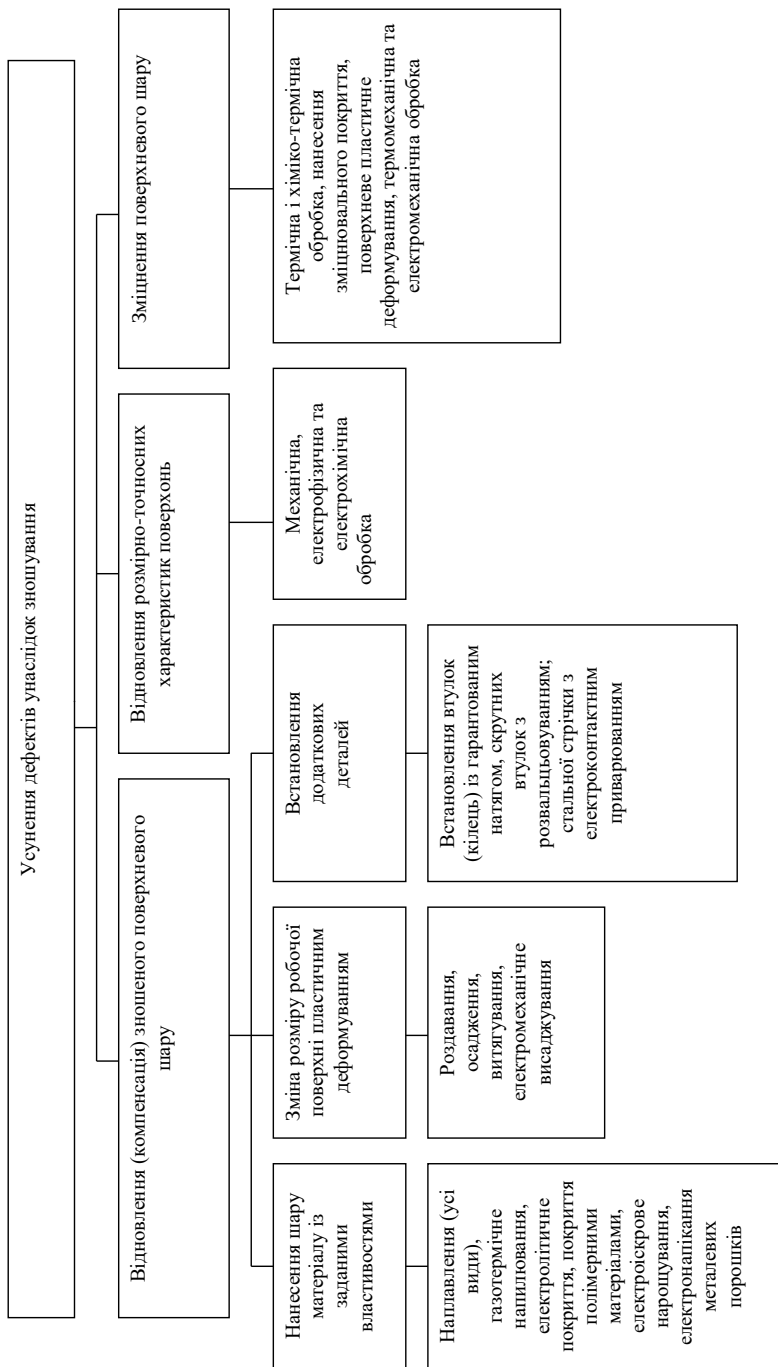 Усунення дефектів унаслідок зношування
Відновлення (компенсація) зношеного поверхневого
шару
Відновлення розмірно-точносних
характеристик поверхонь
Зміцнення поверхневого шару
Нанесення шару
матеріалу із
заданими
властивостями
Зміна розміру робочої
поверхні пластичним
деформуванням
Встановлення
додаткових
деталей
Механічна,
електрофізична та
електрохімічна
обробка
Термічна і хіміко-термічна
обробка, нанесення
зміцнювального покриття,
поверхневе пластичне
деформування, термомеханічна та
електромеханічна обробка
Наплавлення (усі
види),
газотермічне
напилювання,
електролітичне
покриття, покриття
полімерними
матеріалами,
електроіскрове
нарощування,
електронапікання
металевих
порошків
Роздавання,
осадження,
витягування,
електромеханічне
висаджування
Встановлення втулок
(кілець) із гарантованим
натягом, скрутних
втулок з
розвальцьовуванням;
стальної стрічки з
електроконтактним
приварюванням